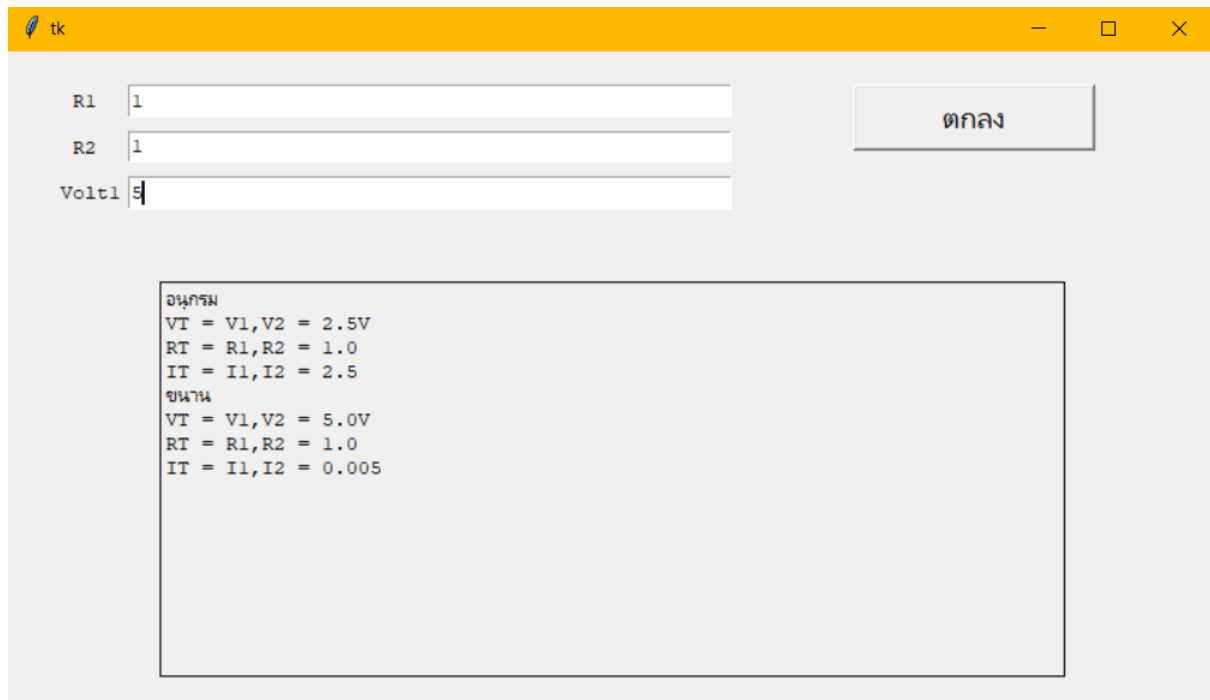 tk
R1 1
ตกลง
R2 1
Volt1 5
อนุกรม
VT = V1,V2 = 2.5V
RT = R1,R2 = 1.0
IT = I1,I2 = 2.5
ขนาน
VT = V1,V2 = 5.0V
RT = R1,R2 = 1.0
IT = I1,I2 = 0.005